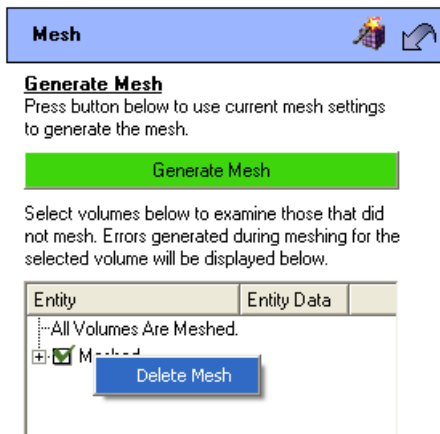 Mesh
Generate Mesh
Press button below to use current mesh settings
to generate the mesh.
Generate Mesh
Select volumes below to examine those that did
not mesh. Errors generated during meshing for the
selected volume will be displayed below.
Entity Entity Data
All Volumes Are Meshed.
Meshed
Delete Mesh